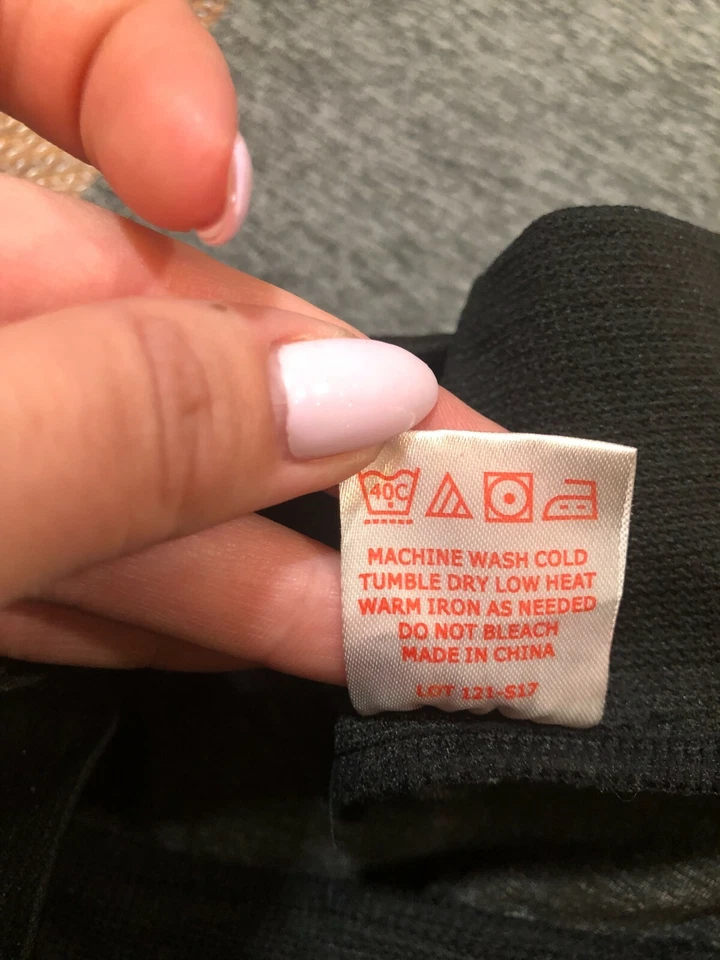 40C
MACHINE WASH COLD
TUMBLE DRY LOW HEAT
WARM IRON AS NEEDED
DO NOT BLEACH
MADE IN CHINA
LOT 121-S17